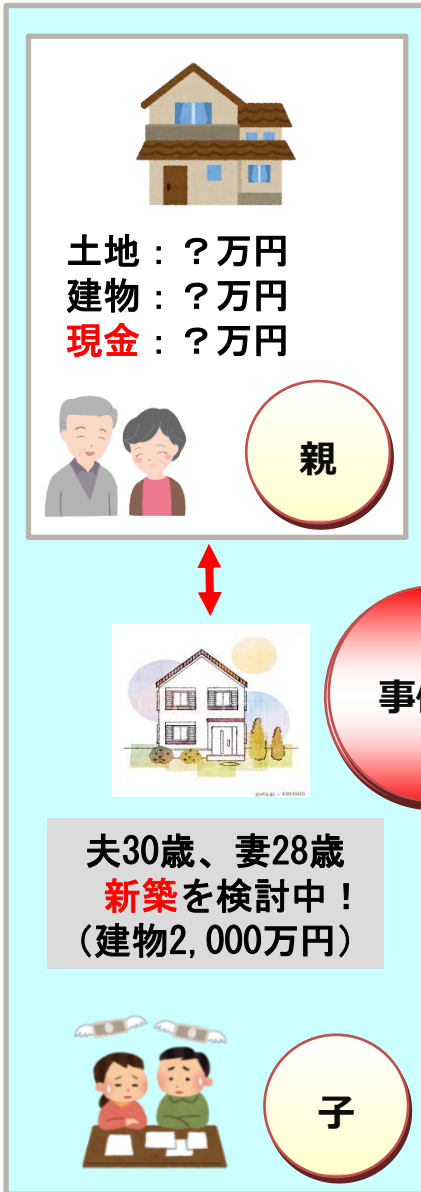 土地：？万円
建物：？万円
現金：？万円
親
事
夫30歳、妻28歳
新築を検討中！
(建物2,000万円)
子